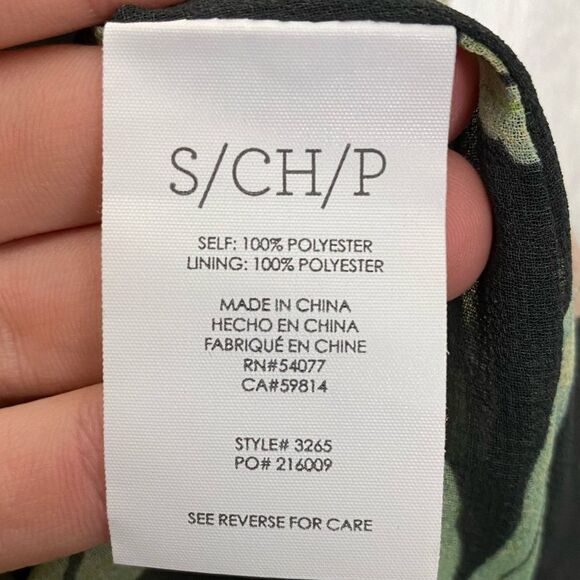 S/CH/P
SELF: 100% POLYESTER
LINING: 100% POLYESTER
MADE IN CHINA
HECHO EN CHINA
FABRIQUÉ EN CHINE
RN#54077
CA#59814
STYLE# 3265
PO# 216009
SEE REVERSE FOR CARE